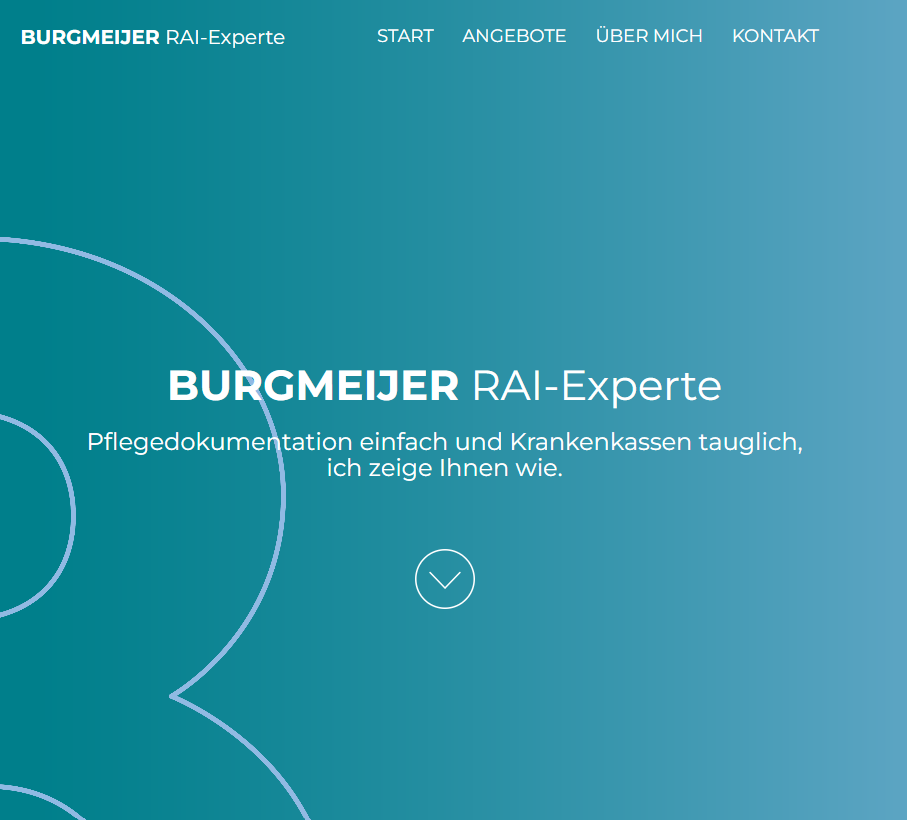 BURGMEIJER RAI-Experte START ANGEBOTE ÜBER MICH KONTAKT
BURGMEIJER RAI-Experte
Pflegedokumentation einfach und Krankenkassen tauglich,
ich zeige Ihnen wie.